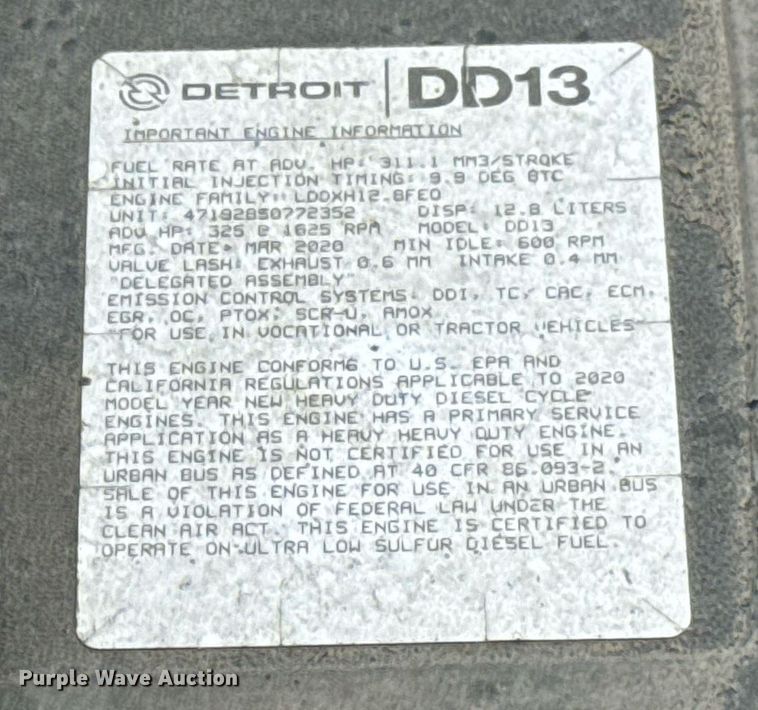 DETROIT | DD13
IMPORTANT ENGINE INFORMATION
FUEL RATE AT ADV. HP: 311.1 MM3/STROKE
INITIAL INJECTION TIMING: 9.9 DEG BTC
ENGINE FAMILY: LDDXH12.8FED
UNIT: 471928S0772352 DISP: 12.8 LITERS
ADV HP: 325 @ 1625 RPM MODEL: DD13
MFG. DATE: MAR 2020 MIN IDLE: 600 RPM
VALVE LASH: EXHAUST 0.6 MM INTAKE 0.4 MM
"DELEGATED ASSEMBLY"
EMISSION CONTROL SYSTEMS: DDI, TC, CAC, ECM,
EGR, OC, PTOX, SCR-U, AMOX
"FOR USE IN VOCATIONAL OR TRACTOR VEHICLES"
THIS ENGINE CONFORMS TO U.S. EPA AND
CALIFORNIA REGULATIONS APPLICABLE TO 2020
MODEL YEAR NEW HEAVY DUTY DIESEL CYCLE
ENGINES. THIS ENGINE HAS A PRIMARY SERVICE
APPLICATION AS A HEAVY HEAVY DUTY ENGINE.
THIS ENGINE IS NOT CERTIFIED FOR USE IN AN
URBAN BUS AS DEFINED AT 40 CFR 86.093-2.
SALE OF THIS ENGINE FOR USE IN AN URBAN BUS
IS A VIOLATION OF FEDERAL LAW UNDER THE
CLEAN AIR ACT. THIS ENGINE IS CERTIFIED TO
OPERATE ON ULTRA LOW SULFUR DIESEL FUEL.
Purple Wave Auction